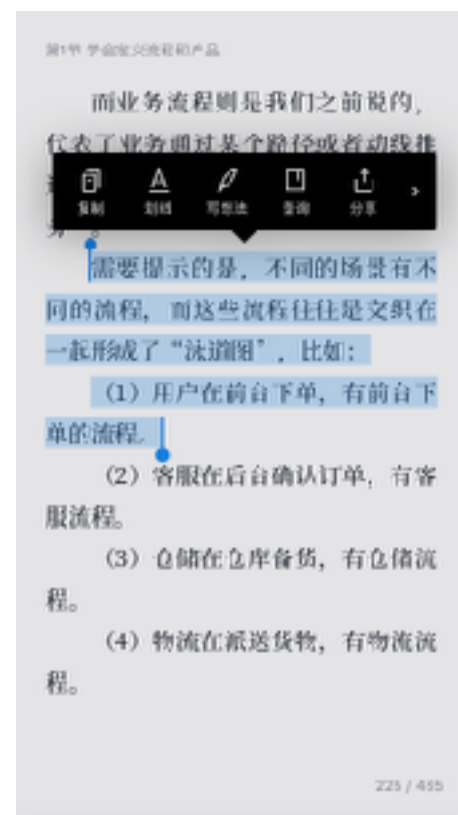 第1节 学会定义流程和产品
而业务流程则是我们之前说的,
代表了业务通过某个路径或者动线推
复制 划线 写想法 查询 分享
需要提示的是,不同的场景有不
同的流程,而这些流程往往是交织在
一起形成了“泳道图”,比如:
(1)用户在前台下单,有前台下
单的流程。
(2)客服在后台确认订单,有客
服流程。
(3)仓储在仓库备货,有仓储流
程。
(4)物流在派送货物,有物流流
程。
225 / 455